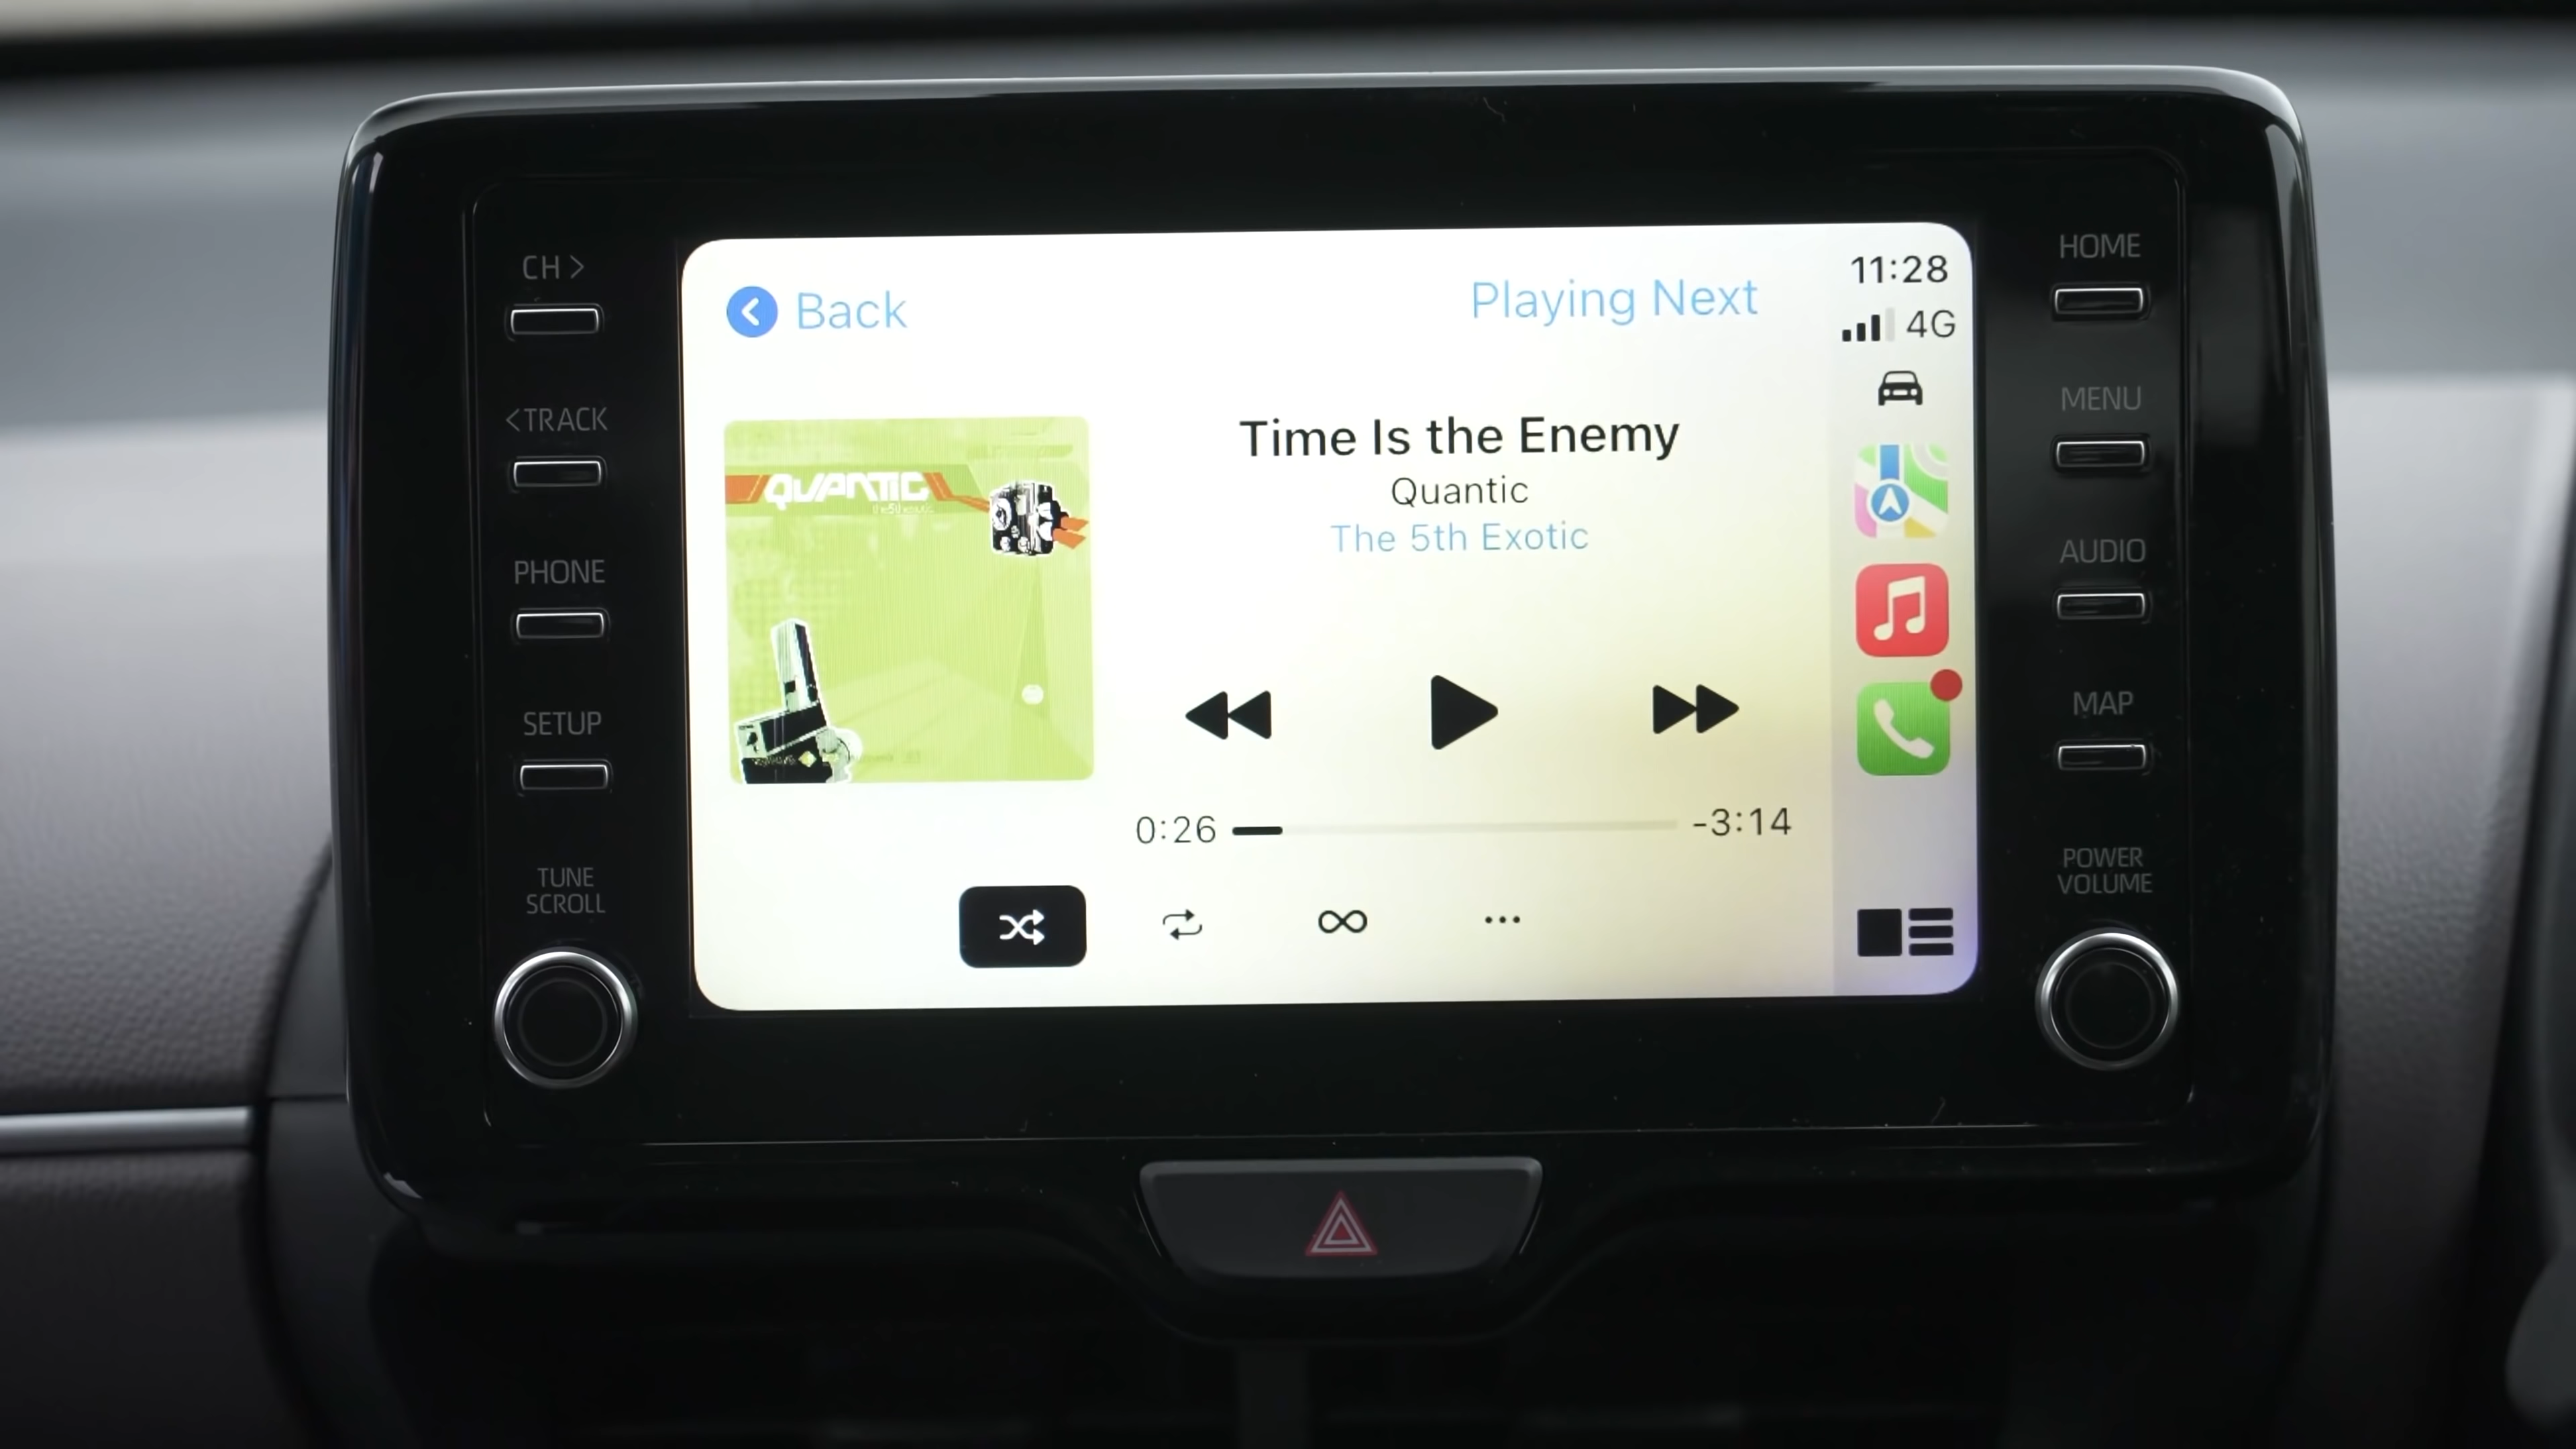 CH >
<TRACK
PHONE
SETUP
TUNE
SCROLL
Back
Playing Next
11:28
4G
QUANTIC
the5thexotic
Time Is the Enemy
Quantic
The 5th Exotic
0:26
-3:14
HOME
MENU
AUDIO
MAP
POWER
VOLUME